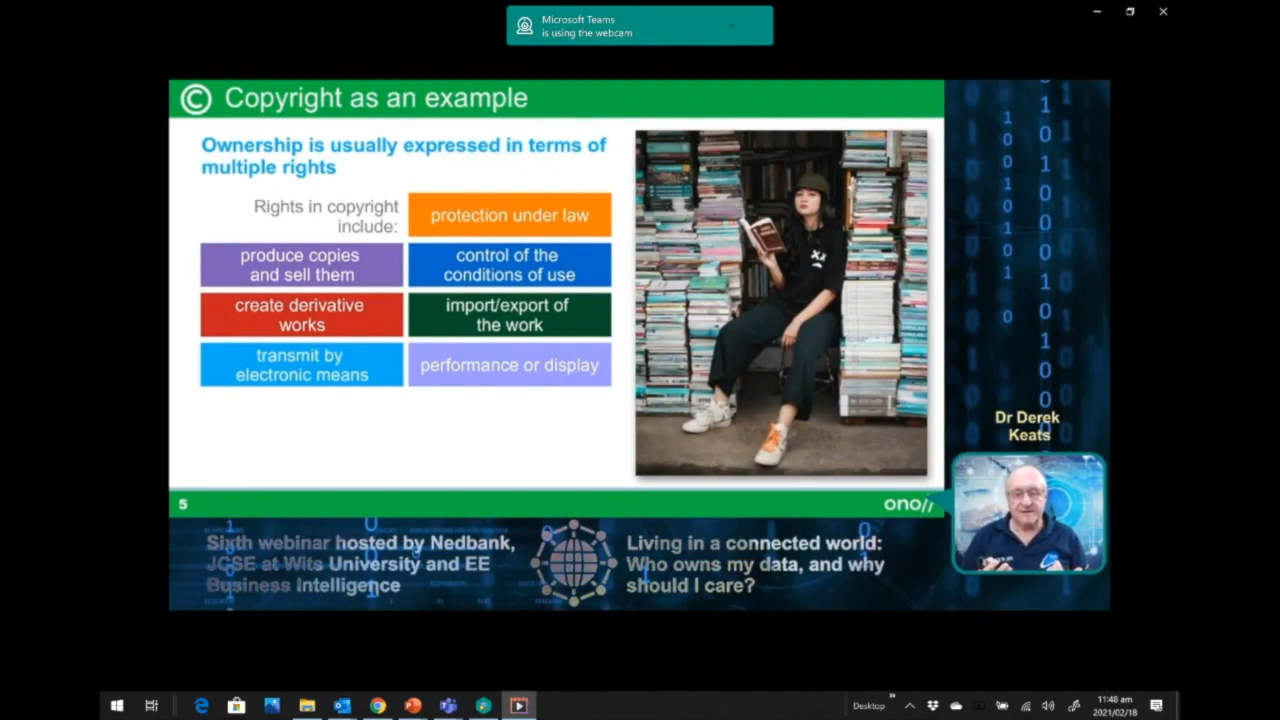 Microsoft Teams
is using the webcam
© Copyright as an example
Ownership is usually expressed in terms of
multiple rights
Rights in copyright
include:
protection under law
produce copies
and sell them
control of the
conditions of use
create derivative
works
import/export of
the work
transmit by
electronic means
performance or display
Dr Derek
Keats
5
ono//
Sixth webinar hosted by Nedbank,
JCSE at Wits University and EE
Business Intelligence
Living in a connected world:
Who owns my data, and why
should I care?
Desktop
11:48 am
2021/02/18